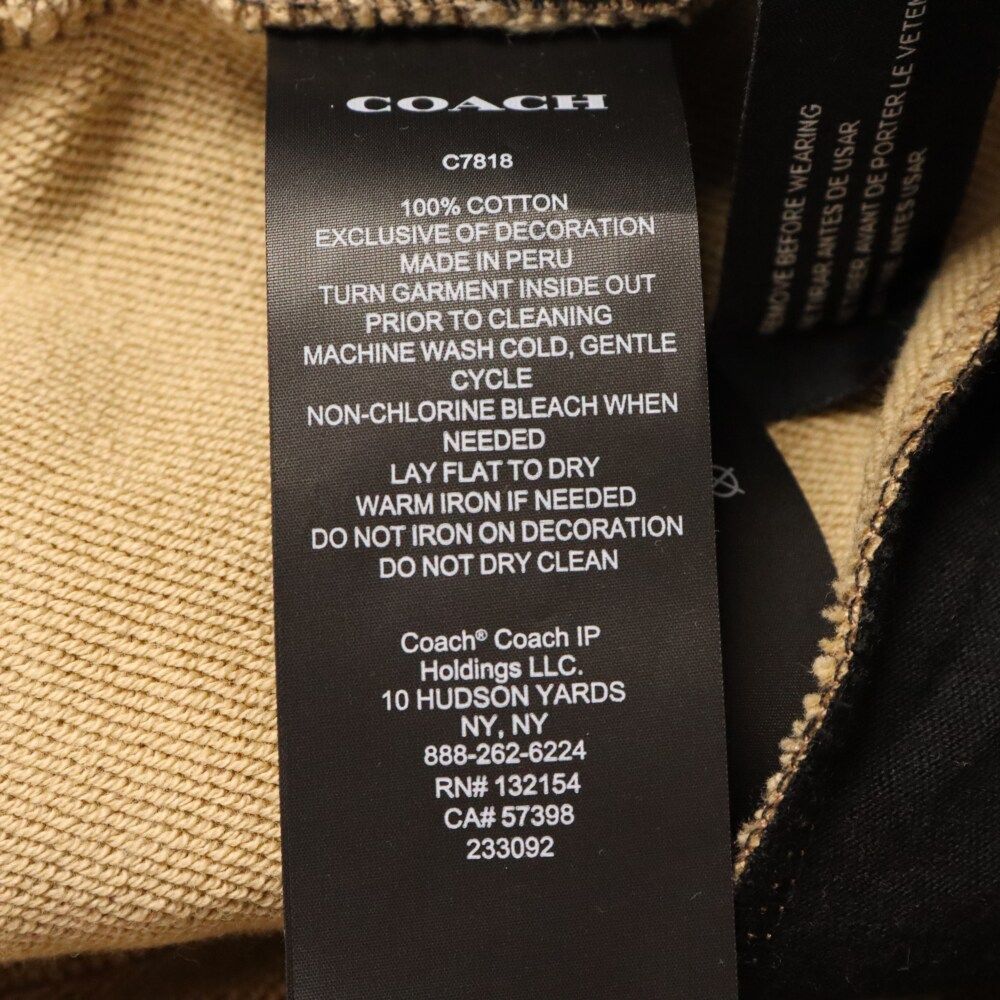 COACH
C7818
100% COTTON
EXCLUSIVE OF DECORATION
MADE IN PERU
TURN GARMENT INSIDE OUT
PRIOR TO CLEANING
MACHINE WASH COLD, GENTLE
CYCLE
NON-CHLORINE BLEACH WHEN
NEEDED
LAY FLAT TO DRY
WARM IRON IF NEEDED
DO NOT IRON ON DECORATION
DO NOT DRY CLEAN
Coach® Coach IP
Holdings LLC.
10 HUDSON YARDS
NY, NY
888-262-6224
RN# 132154
CA# 57398
233092
BEFORE WEARING
ANTES DE USAR
AVANT DE PORTER LE
ANTES USAR